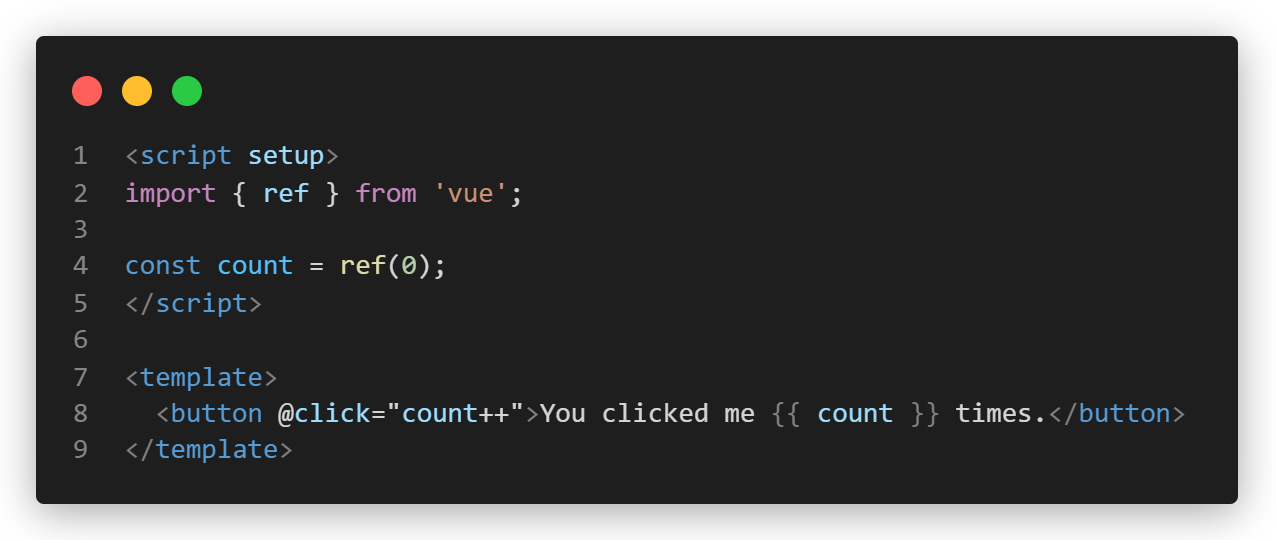 1 <script setup>
2 import { ref } from 'vue';
3
4 const count = ref(0);
5 </script>
6
7 <template>
8   <button @click="count++">You clicked me {{ count }} times.</button>
9 </template>